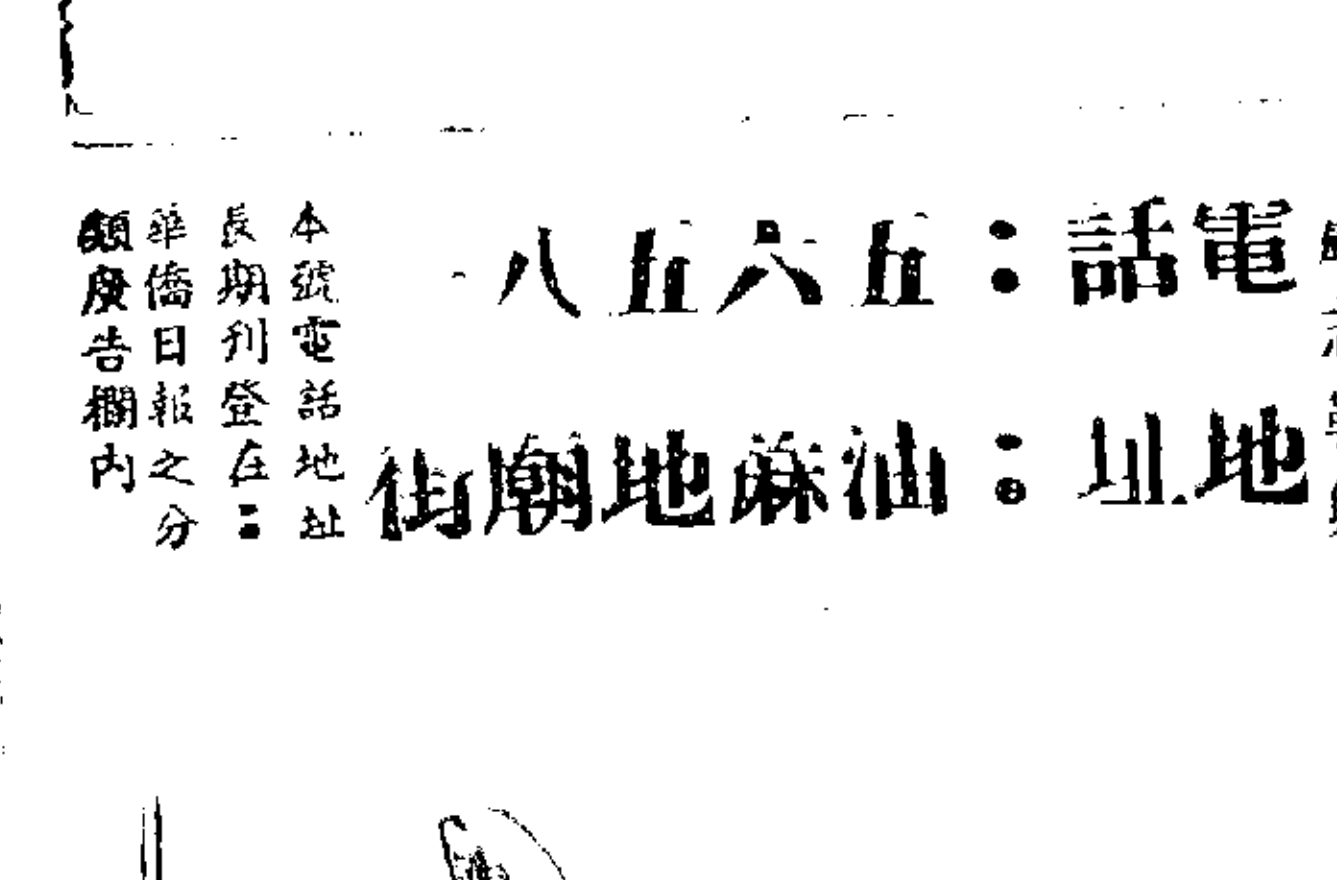 電話：五六五八
地址：油麻地廟街
本號電話地址
長期刊登在：
華僑日報之分
類廣告欄內